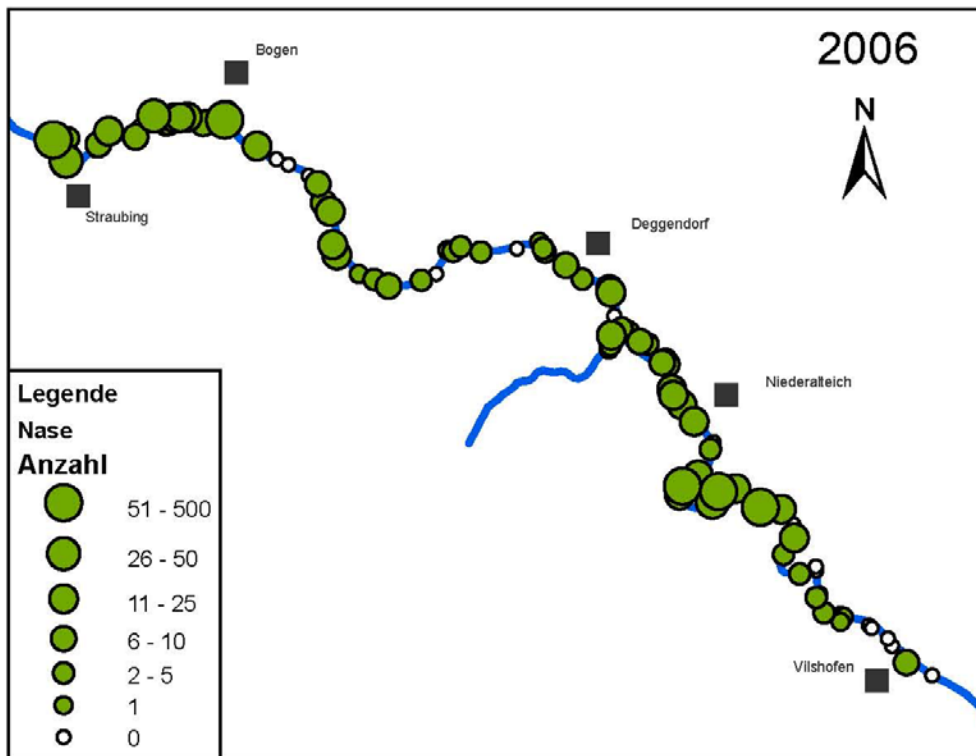 2006
Bogen
N
Straubing
Deggendorf
Niederalteich
Vilshofen
Legende
Nase
Anzahl
51 - 500
26 - 50
11 - 25
6 - 10
2 - 5
1
0